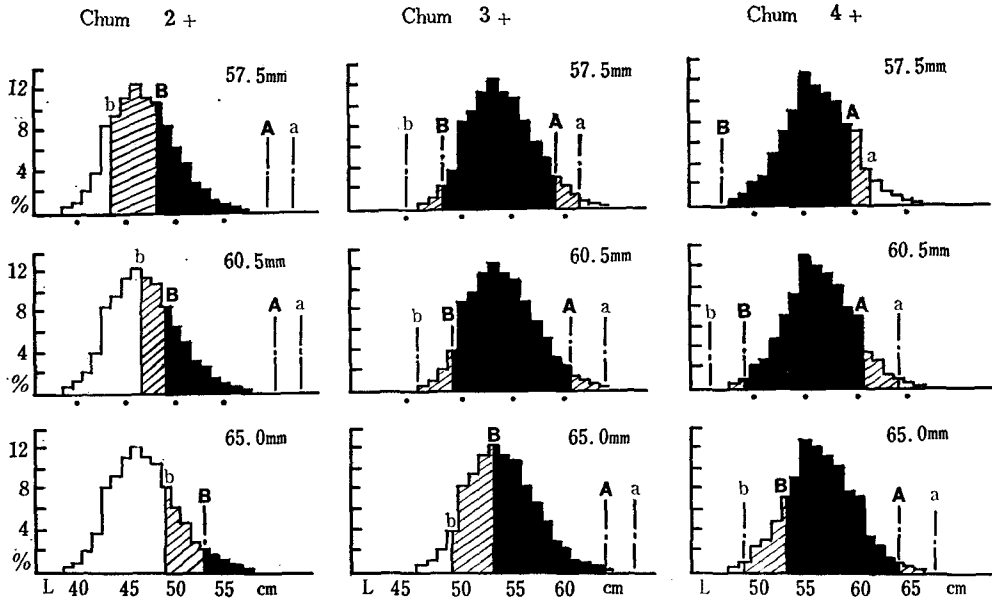 Chum 2+ Chum 3+ Chum 4+
57.5mm 57.5mm 57.5mm
12
b B b B A a A
A a B a
8
4
%
60.5mm 60.5mm 60.5mm
b
12
B A a b B A a b B A a
8
4
%
65.0mm 65.0mm 65.0mm
12
b B B b A a B b A a
8
4
%
L 40 45 50 55 cm L 45 50 55 60 cm L 50 55 60 65 cm